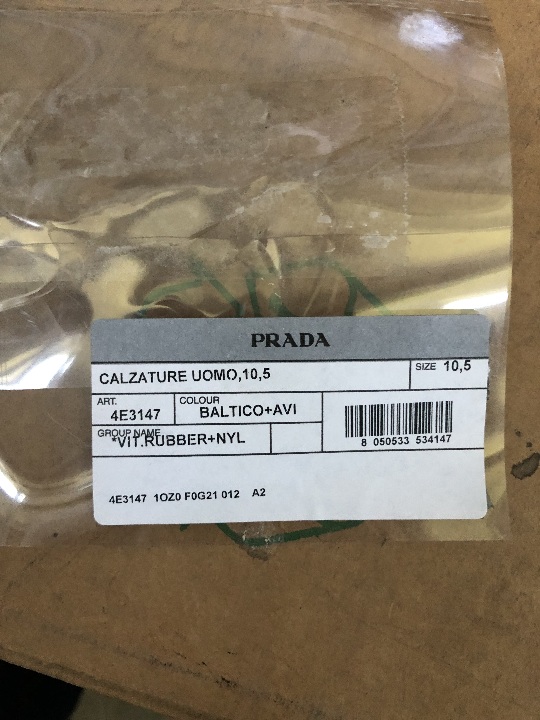 PRADA
CALZATURE UOMO,10,5
SIZE 10,5
ART.
4E3147
COLOUR
BALTICO+AVI
GROUP NAME
*VIT.RUBBER+NYL
8 050533 534147
4E3147 1OZ0 F0G21 012 A2